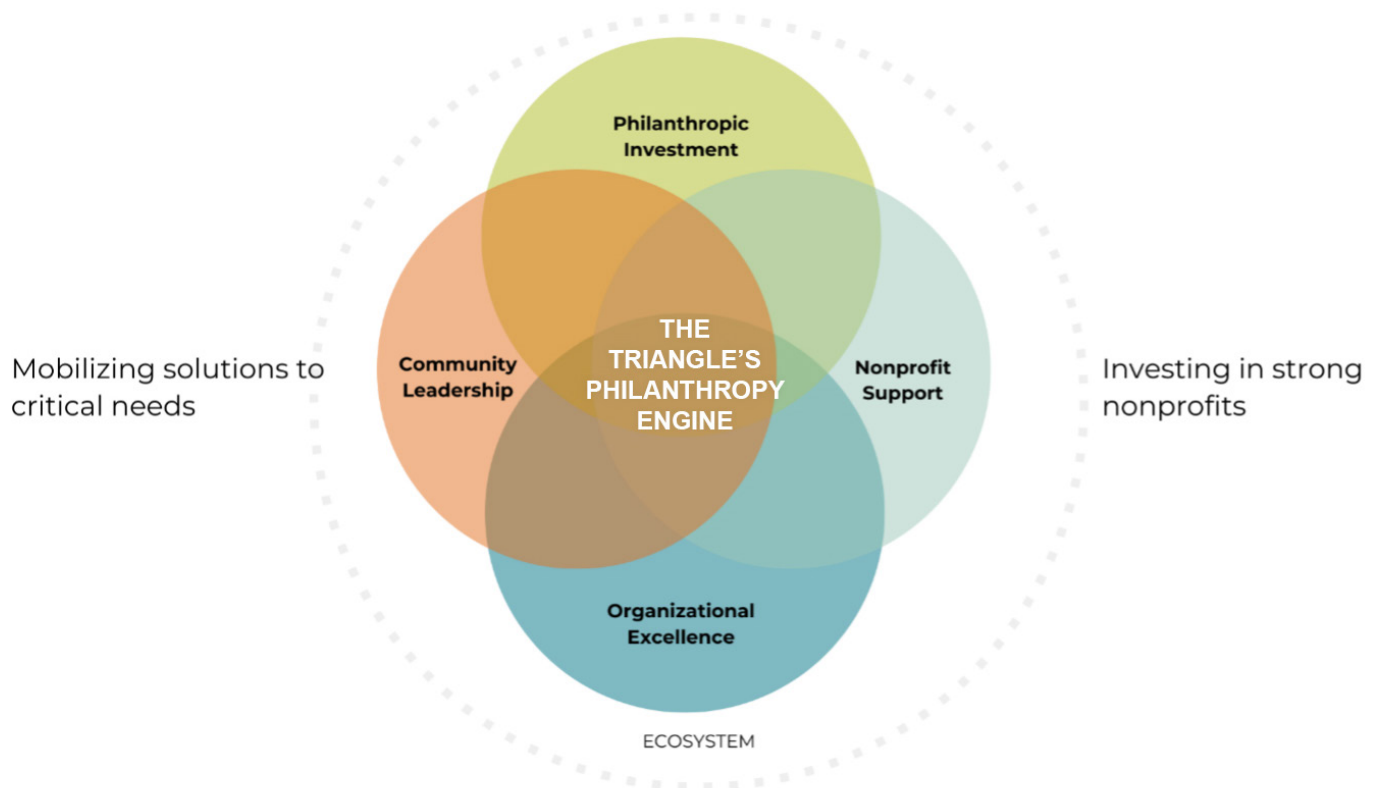 Philanthropic
Investment
Mobilizing solutions to
critical needs
Community
Leadership
THE
TRIANGLE'S
PHILANTHROPY
ENGINE
Nonprofit
Support
Investing in strong
nonprofits
Organizational
Excellence
ECOSYSTEM